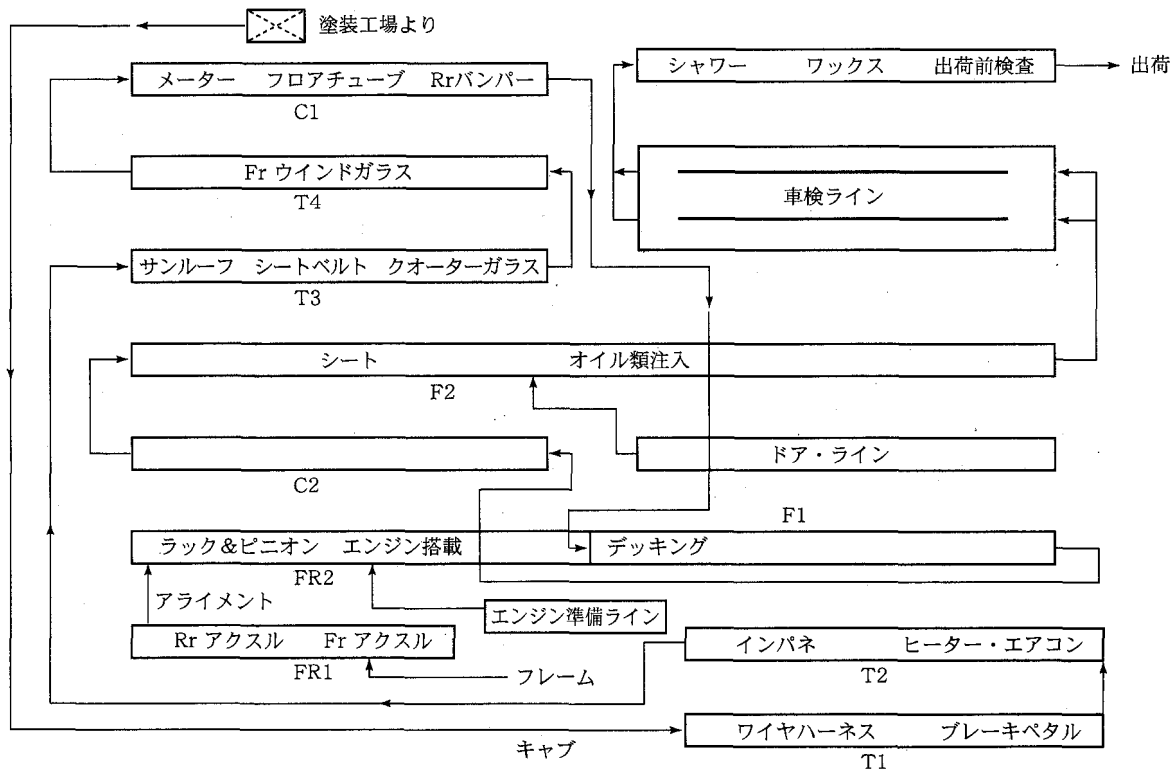 塗装工場より
メーター フロアチューブ Rrバンパー
C1
シャワー ワックス 出荷前検査
出荷
Fr ウインドガラス
T4
車検ライン
サンルーフ シートベルト クオーターガラス
T3
シート オイル類注入
F2
C2
ドア・ライン
F1
ラック&ピニオン エンジン搭載
デッキング
FR2
アライメント
エンジン準備ライン
Rr アクスル Fr アクスル
FR1
フレーム
インパネ ヒーター・エアコン
T2
ワイヤハーネス ブレーキペタル
T1
キャブ